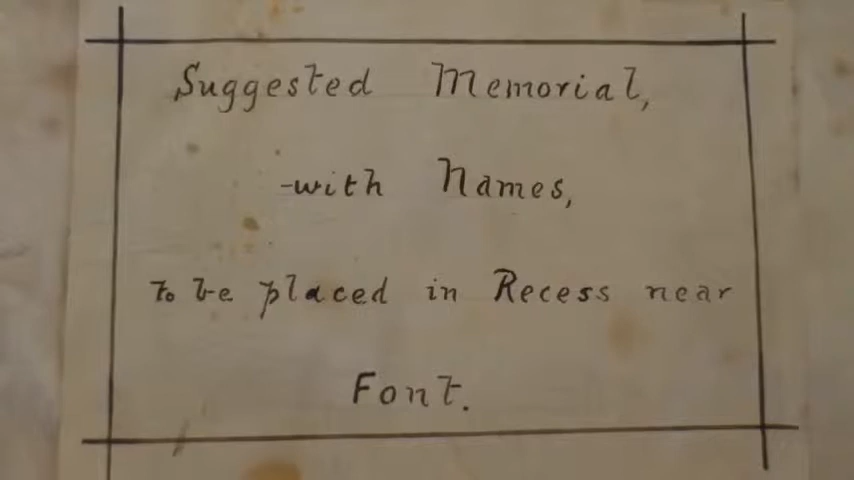 Suggested Memorial,
-with Names,
To be placed in Recess near
Font.